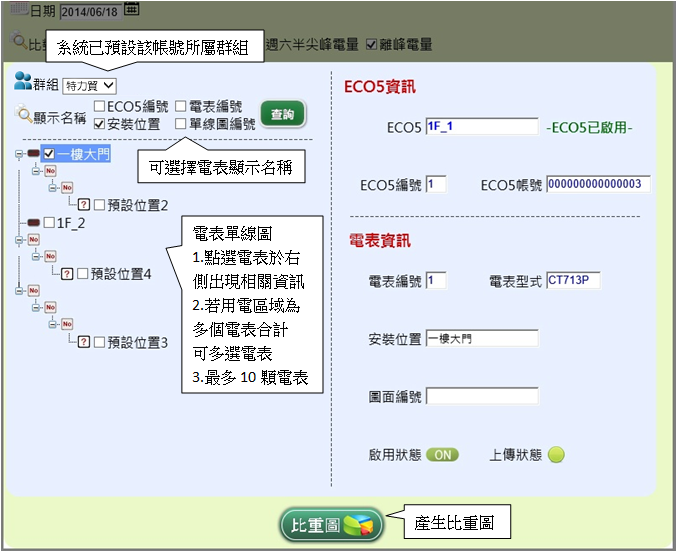 日期 2014/06/18
週六半尖峰電量 離峰電量
系統已預設該帳號所屬群組
群組 特力貿
顯示名稱 ECO5編號 電表編號
安裝位置 單線圖編號
查詢
可選擇電表顯示名稱
一樓大門
No
No
? 預設位置2
1F_2
No
No
? 預設位置4
No
No
No
? 預設位置3
電表單線圖
1.點選電表於右
側出現相關資訊
2.若用電區域為
多個電表合計
可多選電表
3.最多10顆電表
ECO5資訊
ECO5 1F_1 -ECO5已啟用-
ECO5編號 1 ECO5帳號 000000000000003
電表資訊
電表編號 1 電表型式 CT713P
安裝位置 一樓大門
圖面編號
啟用狀態 ON 上傳狀態
比重圖
產生比重圖